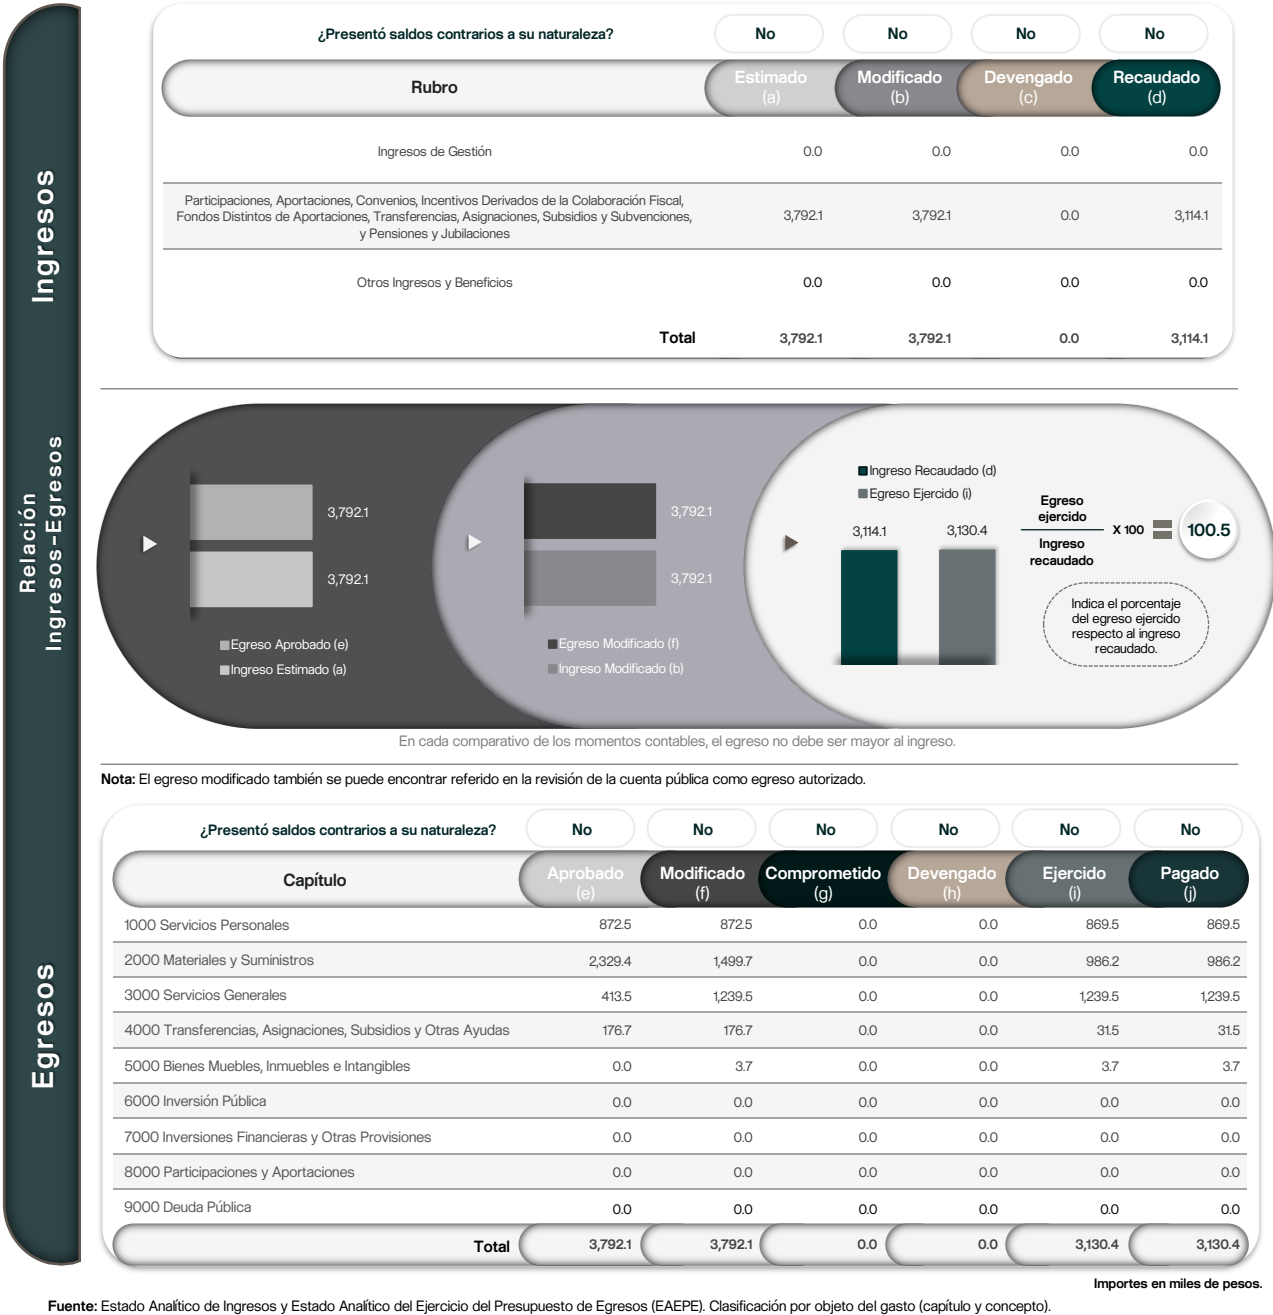 Ingresos
¿Presentó saldos contrarios a su naturaleza? No No No No
Rubro Estimado (a) Modificado (b) Devengado (c) Recaudado (d)
Ingresos de Gestión 0.0 0.0 0.0 0.0
Participaciones, Aportaciones, Convenios, Incentivos Derivados de la Colaboración Fiscal,
Fondos Distintos de Aportaciones, Transferencias, Asignaciones, Subsidios y Subvenciones, 3,792.1 3,792.1 0.0 3,114.1
y Pensiones y Jubilaciones
Otros Ingresos y Beneficios 0.0 0.0 0.0 0.0
Total 3,792.1 3,792.1 0.0 3,114.1
Relación
Ingresos-Egresos
3,792.1
3,792.1
Egreso Aprobado (e)
Ingreso Estimado (a)
3,792.1
3,792.1
Egreso Modificado (f)
Ingreso Modificado (b)
Ingreso Recaudado (d)
Egreso Ejercido (i)
3,114.1 3,130.4
Egreso
ejercido
Ingreso
recaudado
X 100 = 100.5
Indica el porcentaje
del egreso ejercido
respecto al ingreso
recaudado.
En cada comparativo de los momentos contables, el egreso no debe ser mayor al ingreso.
Nota: El egreso modificado también se puede encontrar referido en la revisión de la cuenta pública como egreso autorizado.
Egresos
¿Presentó saldos contrarios a su naturaleza? No No No No No No
Capítulo Aprobado (e) Modificado (f) Comprometido (g) Devengado (h) Ejercido (i) Pagado (j)
1000 Servicios Personales 872.5 872.5 0.0 0.0 869.5 869.5
2000 Materiales y Suministros 2,329.4 1,499.7 0.0 0.0 986.2 986.2
3000 Servicios Generales 413.5 1,239.5 0.0 0.0 1,239.5 1,239.5
4000 Transferencias, Asignaciones, Subsidios y Otras Ayudas 176.7 176.7 0.0 0.0 31.5 31.5
5000 Bienes Muebles, Inmuebles e Intangibles 0.0 3.7 0.0 0.0 3.7 3.7
6000 Inversión Pública 0.0 0.0 0.0 0.0 0.0 0.0
7000 Inversiones Financieras y Otras Provisiones 0.0 0.0 0.0 0.0 0.0 0.0
8000 Participaciones y Aportaciones 0.0 0.0 0.0 0.0 0.0 0.0
9000 Deuda Pública 0.0 0.0 0.0 0.0 0.0 0.0
Total 3,792.1 3,792.1 0.0 0.0 3,130.4 3,130.4
Importes en miles de pesos.
Fuente: Estado Analítico de Ingresos y Estado Analítico del Ejercicio del Presupuesto de Egresos (EAEPE). Clasificación por objeto del gasto (capítulo y concepto).